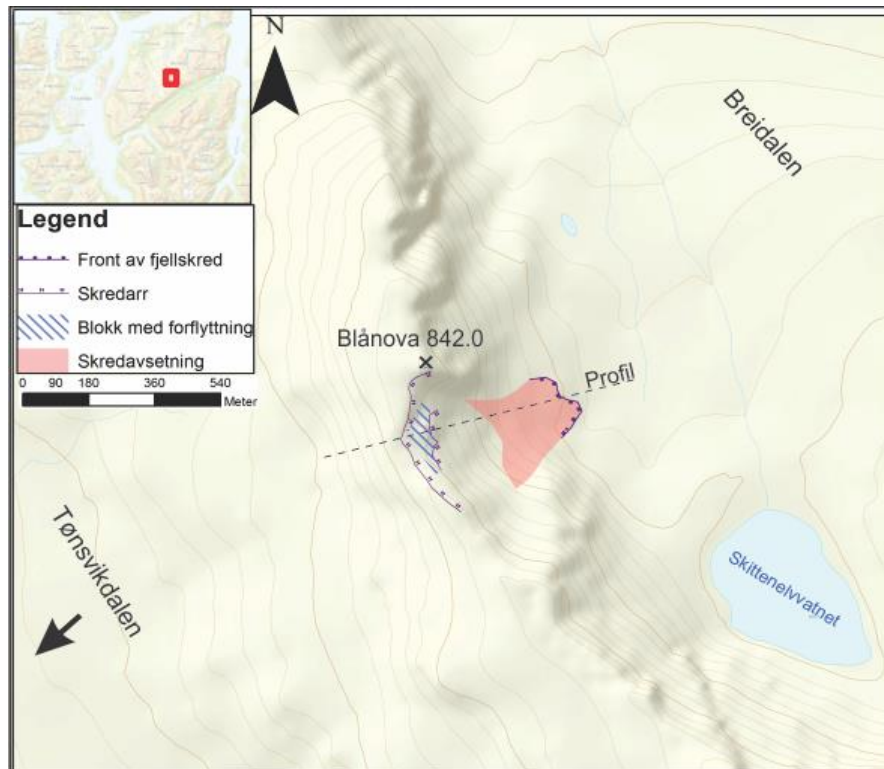 N
Breidalen
Legend
Front av fjellskred
Skredarr
Blokk med forflyttning
Skredavsetning
0 90 180 360 540
Meter
Blånova 842.0
Profil
Tønsvikdalen
Skittenelvvatnet